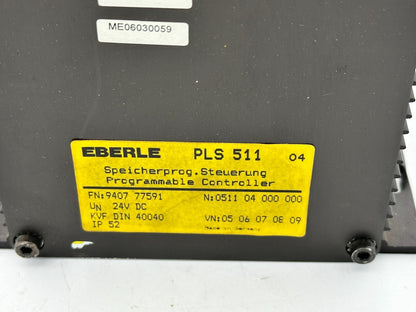 ME06030059
EBERLE PLS 511 04
Speicherprog.Steuerung
Programmable Controller
FN:9407 77591 N:0511 04 000 000
UN 24V DC
KVF DIN 40040 VN:05 06 07 08 09
IP 52 Made in Germany